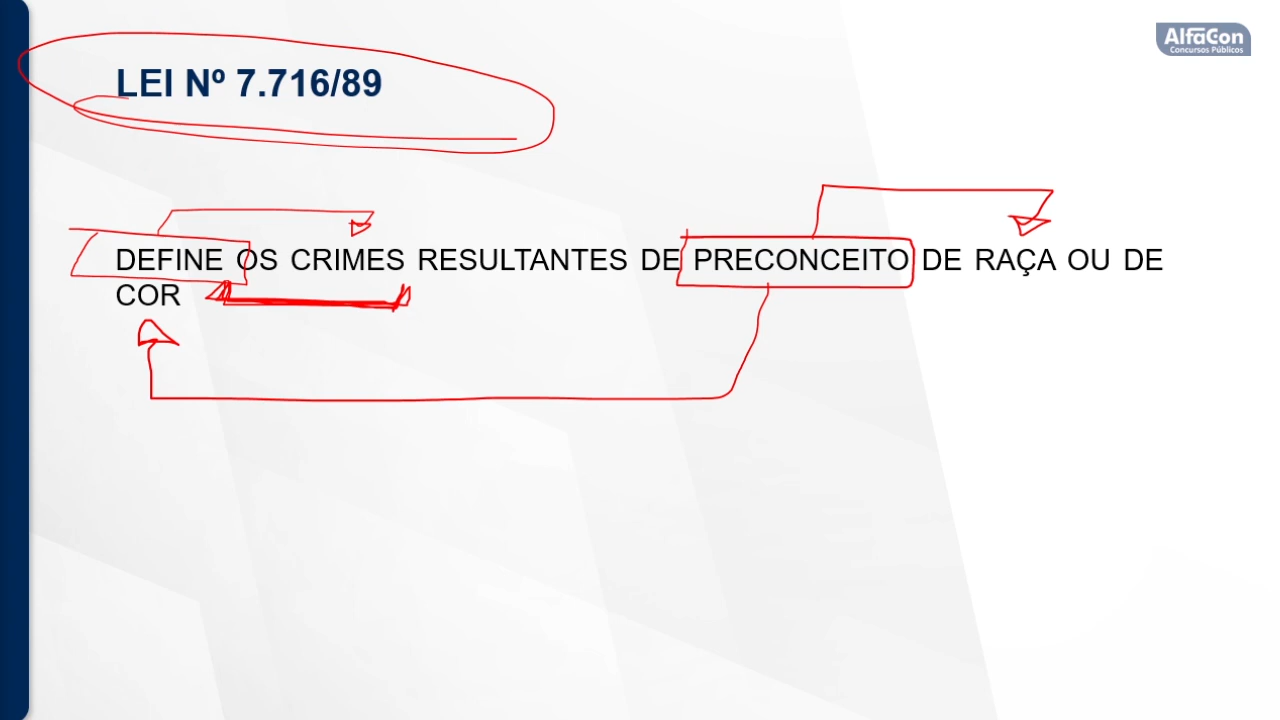 AlfaCon
Concursos Públicos
LEI Nº 7.716/89
DEFINE OS CRIMES RESULTANTES DE PRECONCEITO DE RAÇA OU DE
COR